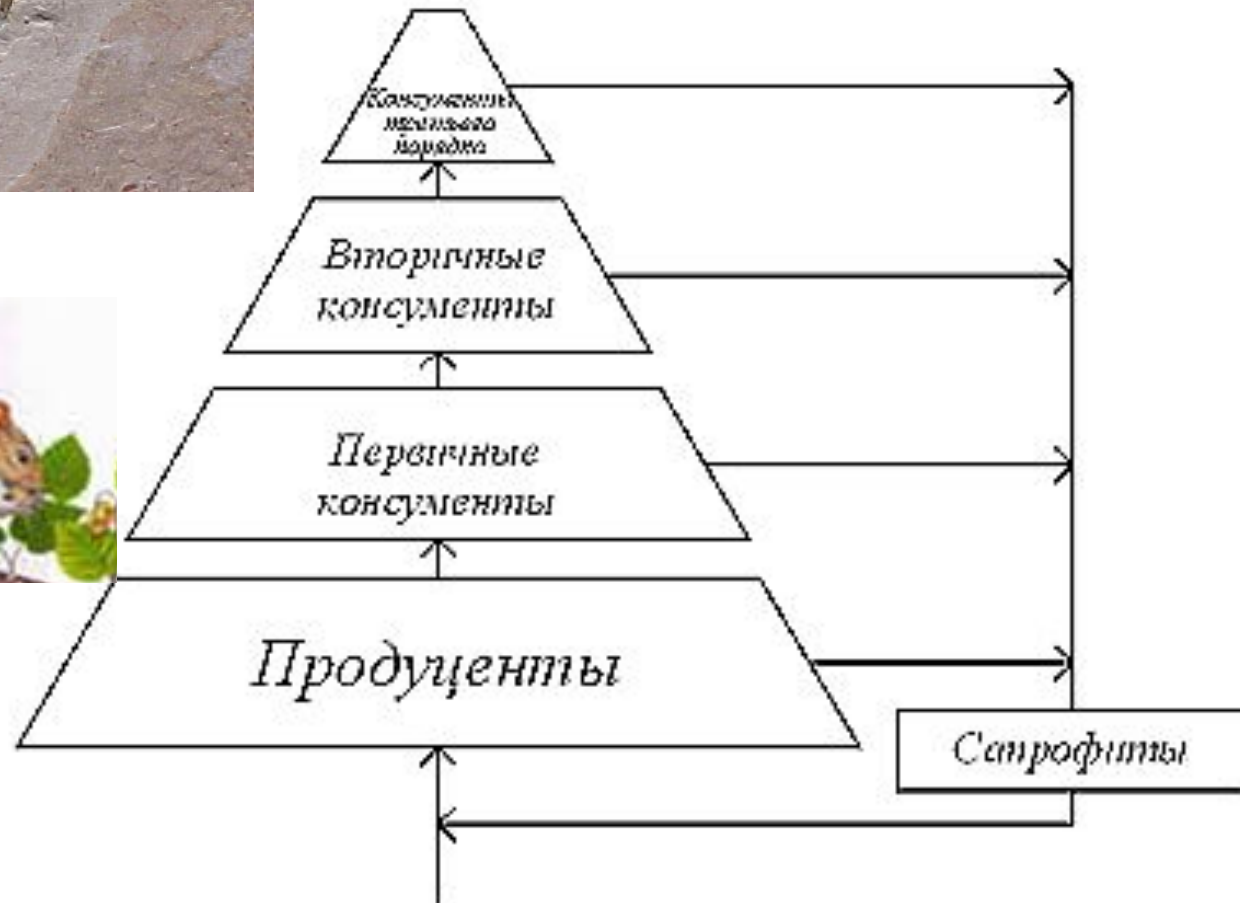 Консументы
третьего
порядка
Вторичные
консументы
Первичные
консументы
Продуценты
Сапрофиты